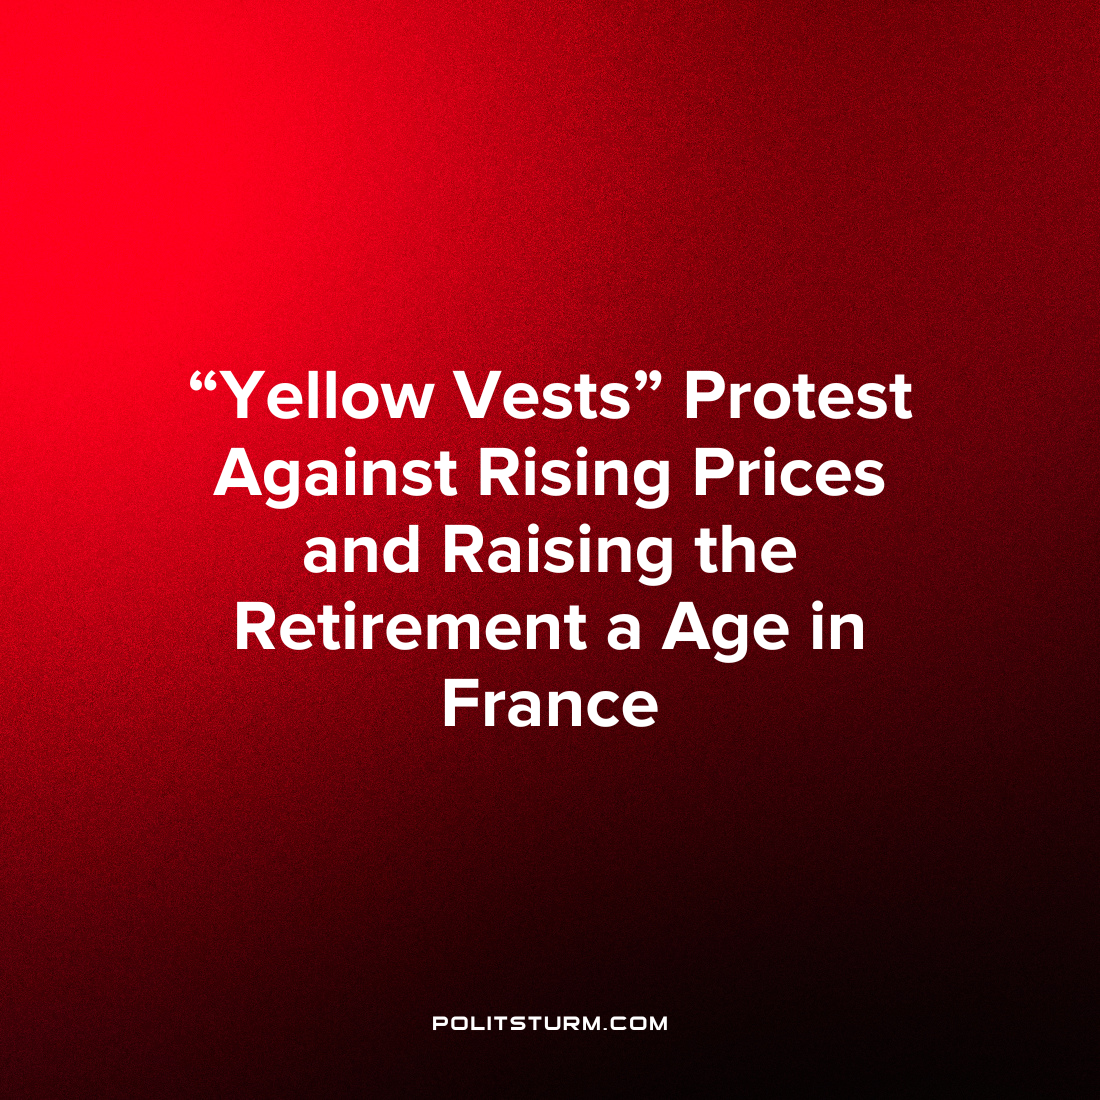 “Yellow Vests” Protest
Against Rising Prices
and Raising the
Retirement a Age in
France
POLITSTURM.COM